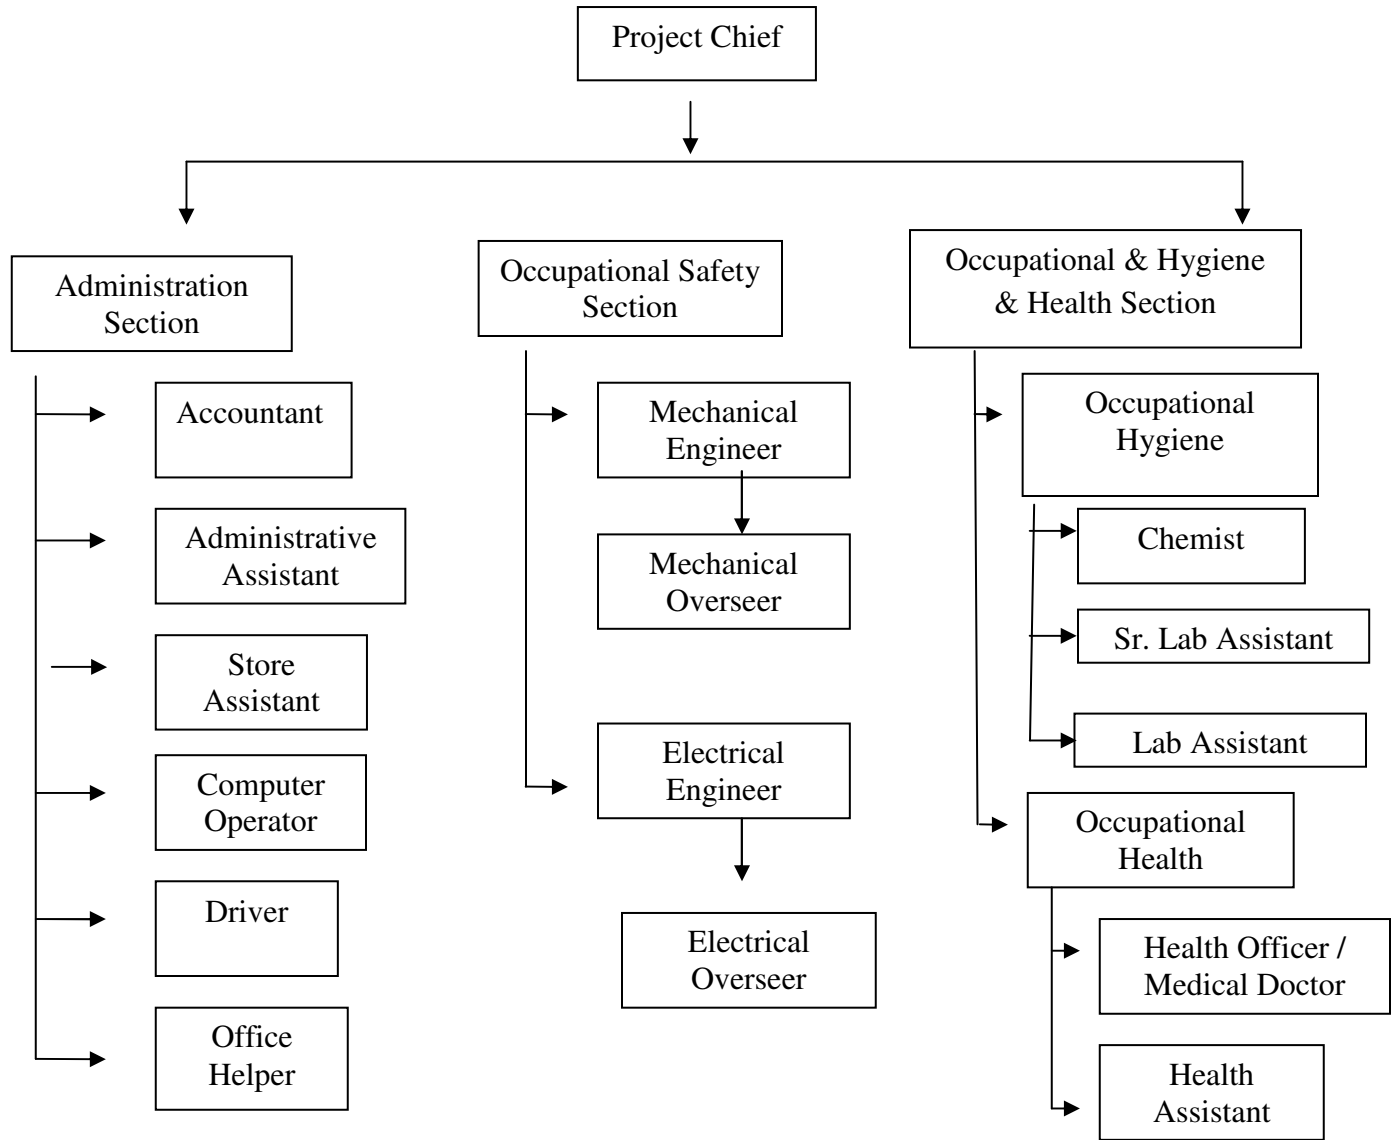 Project Chief
Administration
Section
Occupational Safety
Section
Occupational & Hygiene
& Health Section
Accountant
Administrative
Assistant
Store
Assistant
Computer
Operator
Driver
Office
Helper
Mechanical
Engineer
Mechanical
Overseer
Electrical
Engineer
Electrical
Overseer
Occupational
Hygiene
Chemist
Sr. Lab Assistant
Lab Assistant
Occupational
Health
Health Officer /
Medical Doctor
Health
Assistant